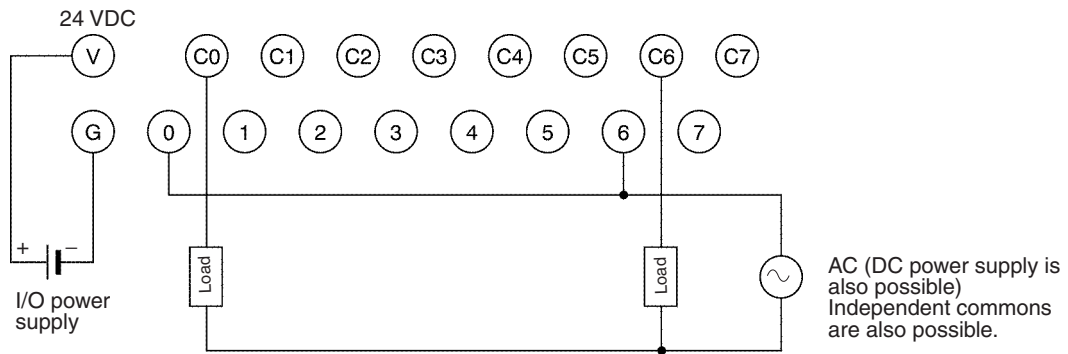 24 VDC
V C0 C1 C2 C3 C4 C5 C6 C7
G 0 1 2 3 4 5 6 7
+ −
Load Load
I/O power
supply
AC (DC power supply is
also possible)
Independent commons
are also possible.